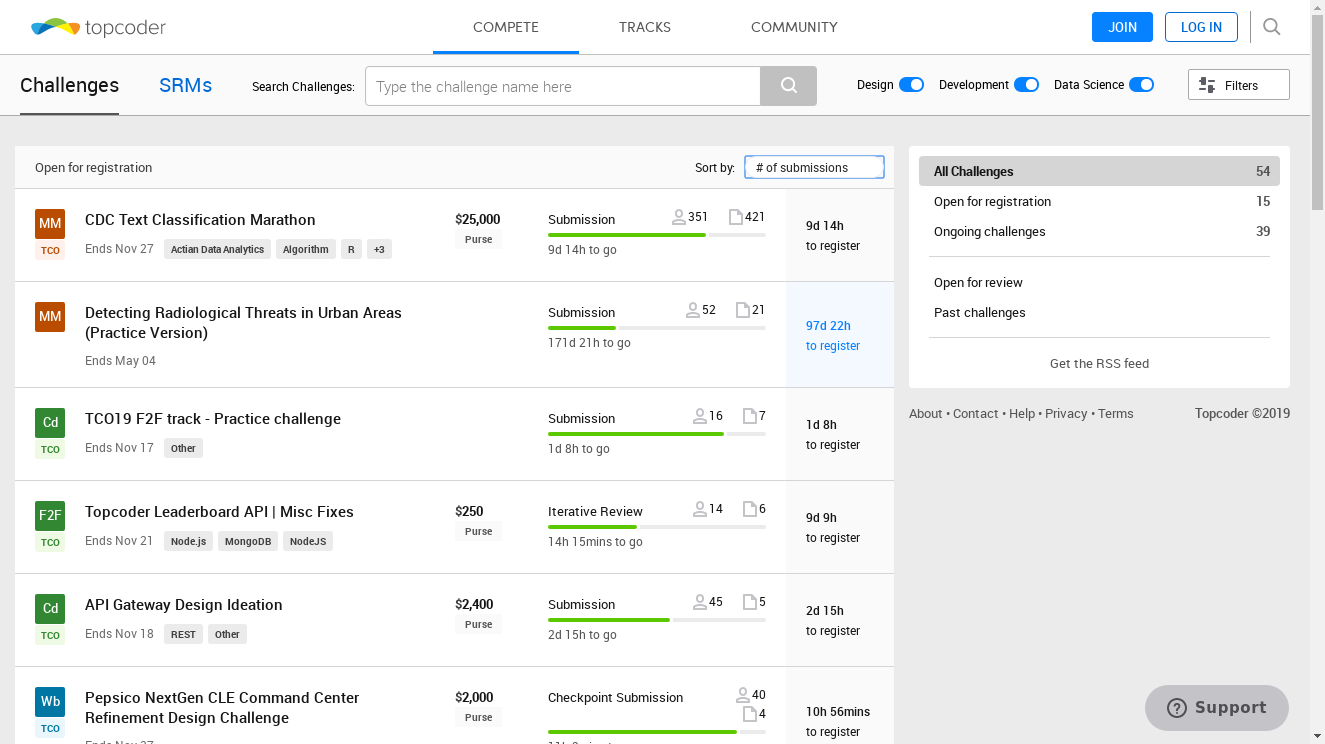 topcoder
COMPETE TRACKS COMMUNITY JOIN LOG IN
Challenges SRMs Search Challenges: Type the challenge name here Design Development Data Science Filters
Open for registration Sort by: # of submissions
MM CDC Text Classification Marathon $25,000 Submission 351 421 9d 14h
TCO Ends Nov 27 Actian Data Analytics Algorithm R +3 Purse 9d 14h to go to register
MM Detecting Radiological Threats in Urban Areas Submission 52 21 97d 22h
(Practice Version) 171d 21h to go to register
Ends May 04
Cd TCO19 F2F track - Practice challenge Submission 16 7 1d 8h
TCO Ends Nov 17 Other 1d 8h to go to register
F2F Topcoder Leaderboard API | Misc Fixes $250 Iterative Review 14 6 9d 9h
TCO Ends Nov 21 Node.js MongoDB NodeJS Purse 14h 15mins to go to register
Cd API Gateway Design Ideation $2,400 Submission 45 5 2d 15h
TCO Ends Nov 18 REST Other Purse 2d 15h to go to register
Wb Pepsico NextGen CLE Command Center $2,000 Checkpoint Submission 40 10h 56mins
TCO Refinement Design Challenge Purse 4 to register
All Challenges 54
Open for registration 15
Ongoing challenges 39
Open for review
Past challenges
Get the RSS feed
About • Contact • Help • Privacy • Terms Topcoder ©2019
Support